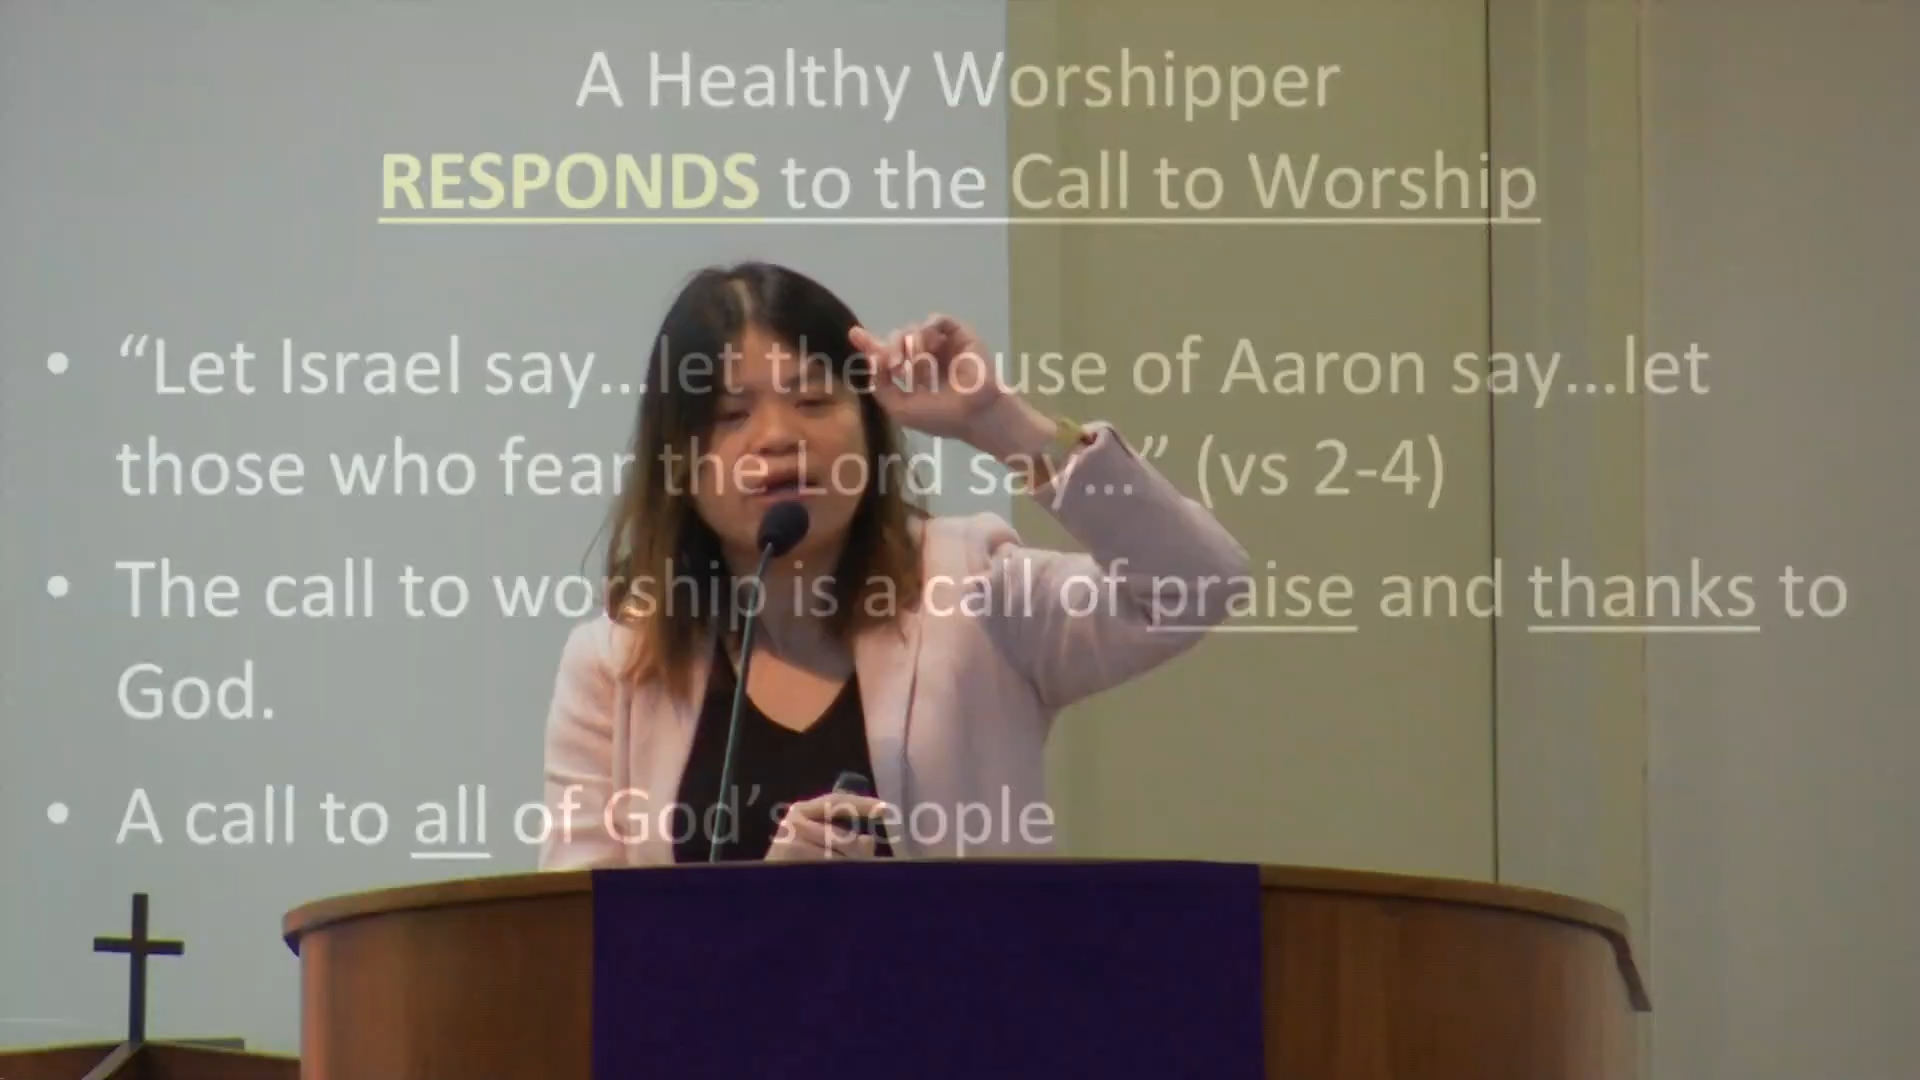 A Healthy Worshipper
RESPONDS to the Call to Worship
• “Let Israel say...let the house of Aaron say...let
those who fear the Lord say...” (vs 2-4)
• The call to worship is a call of praise and thanks to
God.
• A call to all of God’s people